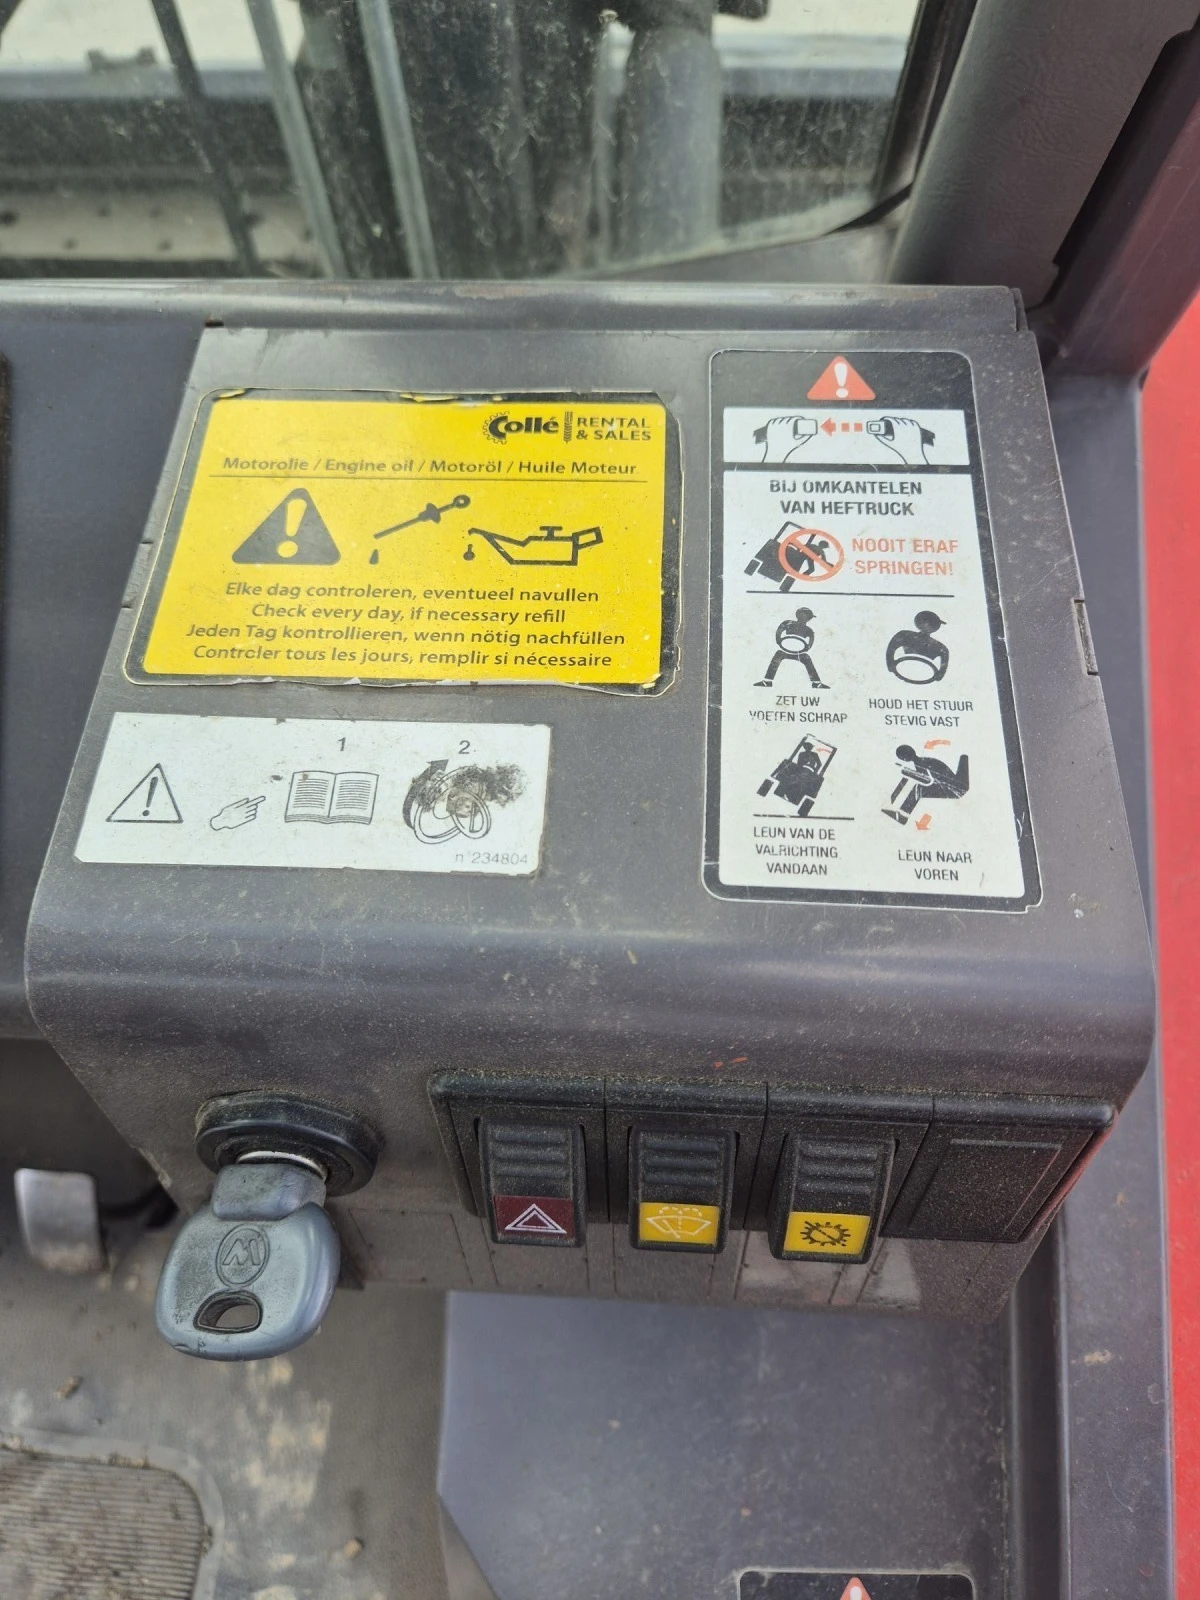 Collé RENTAL
& SALES
Motorolie / Engine oil / Motoröl / Huile Moteur
Elke dag controleren, eventueel navullen
Check every day, if necessary refill
Jeden Tag kontrollieren, wenn nötig nachfüllen
Controler tous les jours, remplir si nécessaire
1 2
n°234804
BIJ OMKANTELEN
VAN HEFTRUCK
NOOIT ERAF
SPRINGEN!
ZET UW
VOETEN SCHRAP
HOUD HET STUUR
STEVIG VAST
LEUN VAN DE
VALRICHTING
VANDAAN
LEUN NAAR
VOREN